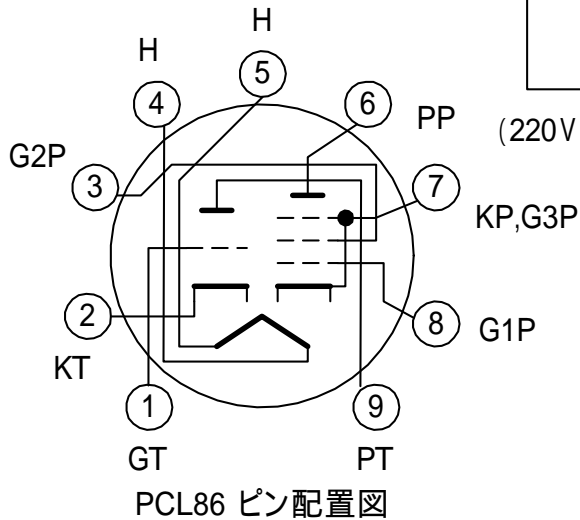 H
H
5
4
6
PP
(220V
G2P
3
7
KP,G3P
2
8
G1P
KT
1
9
GT
PT
PCL86 ピン配置図